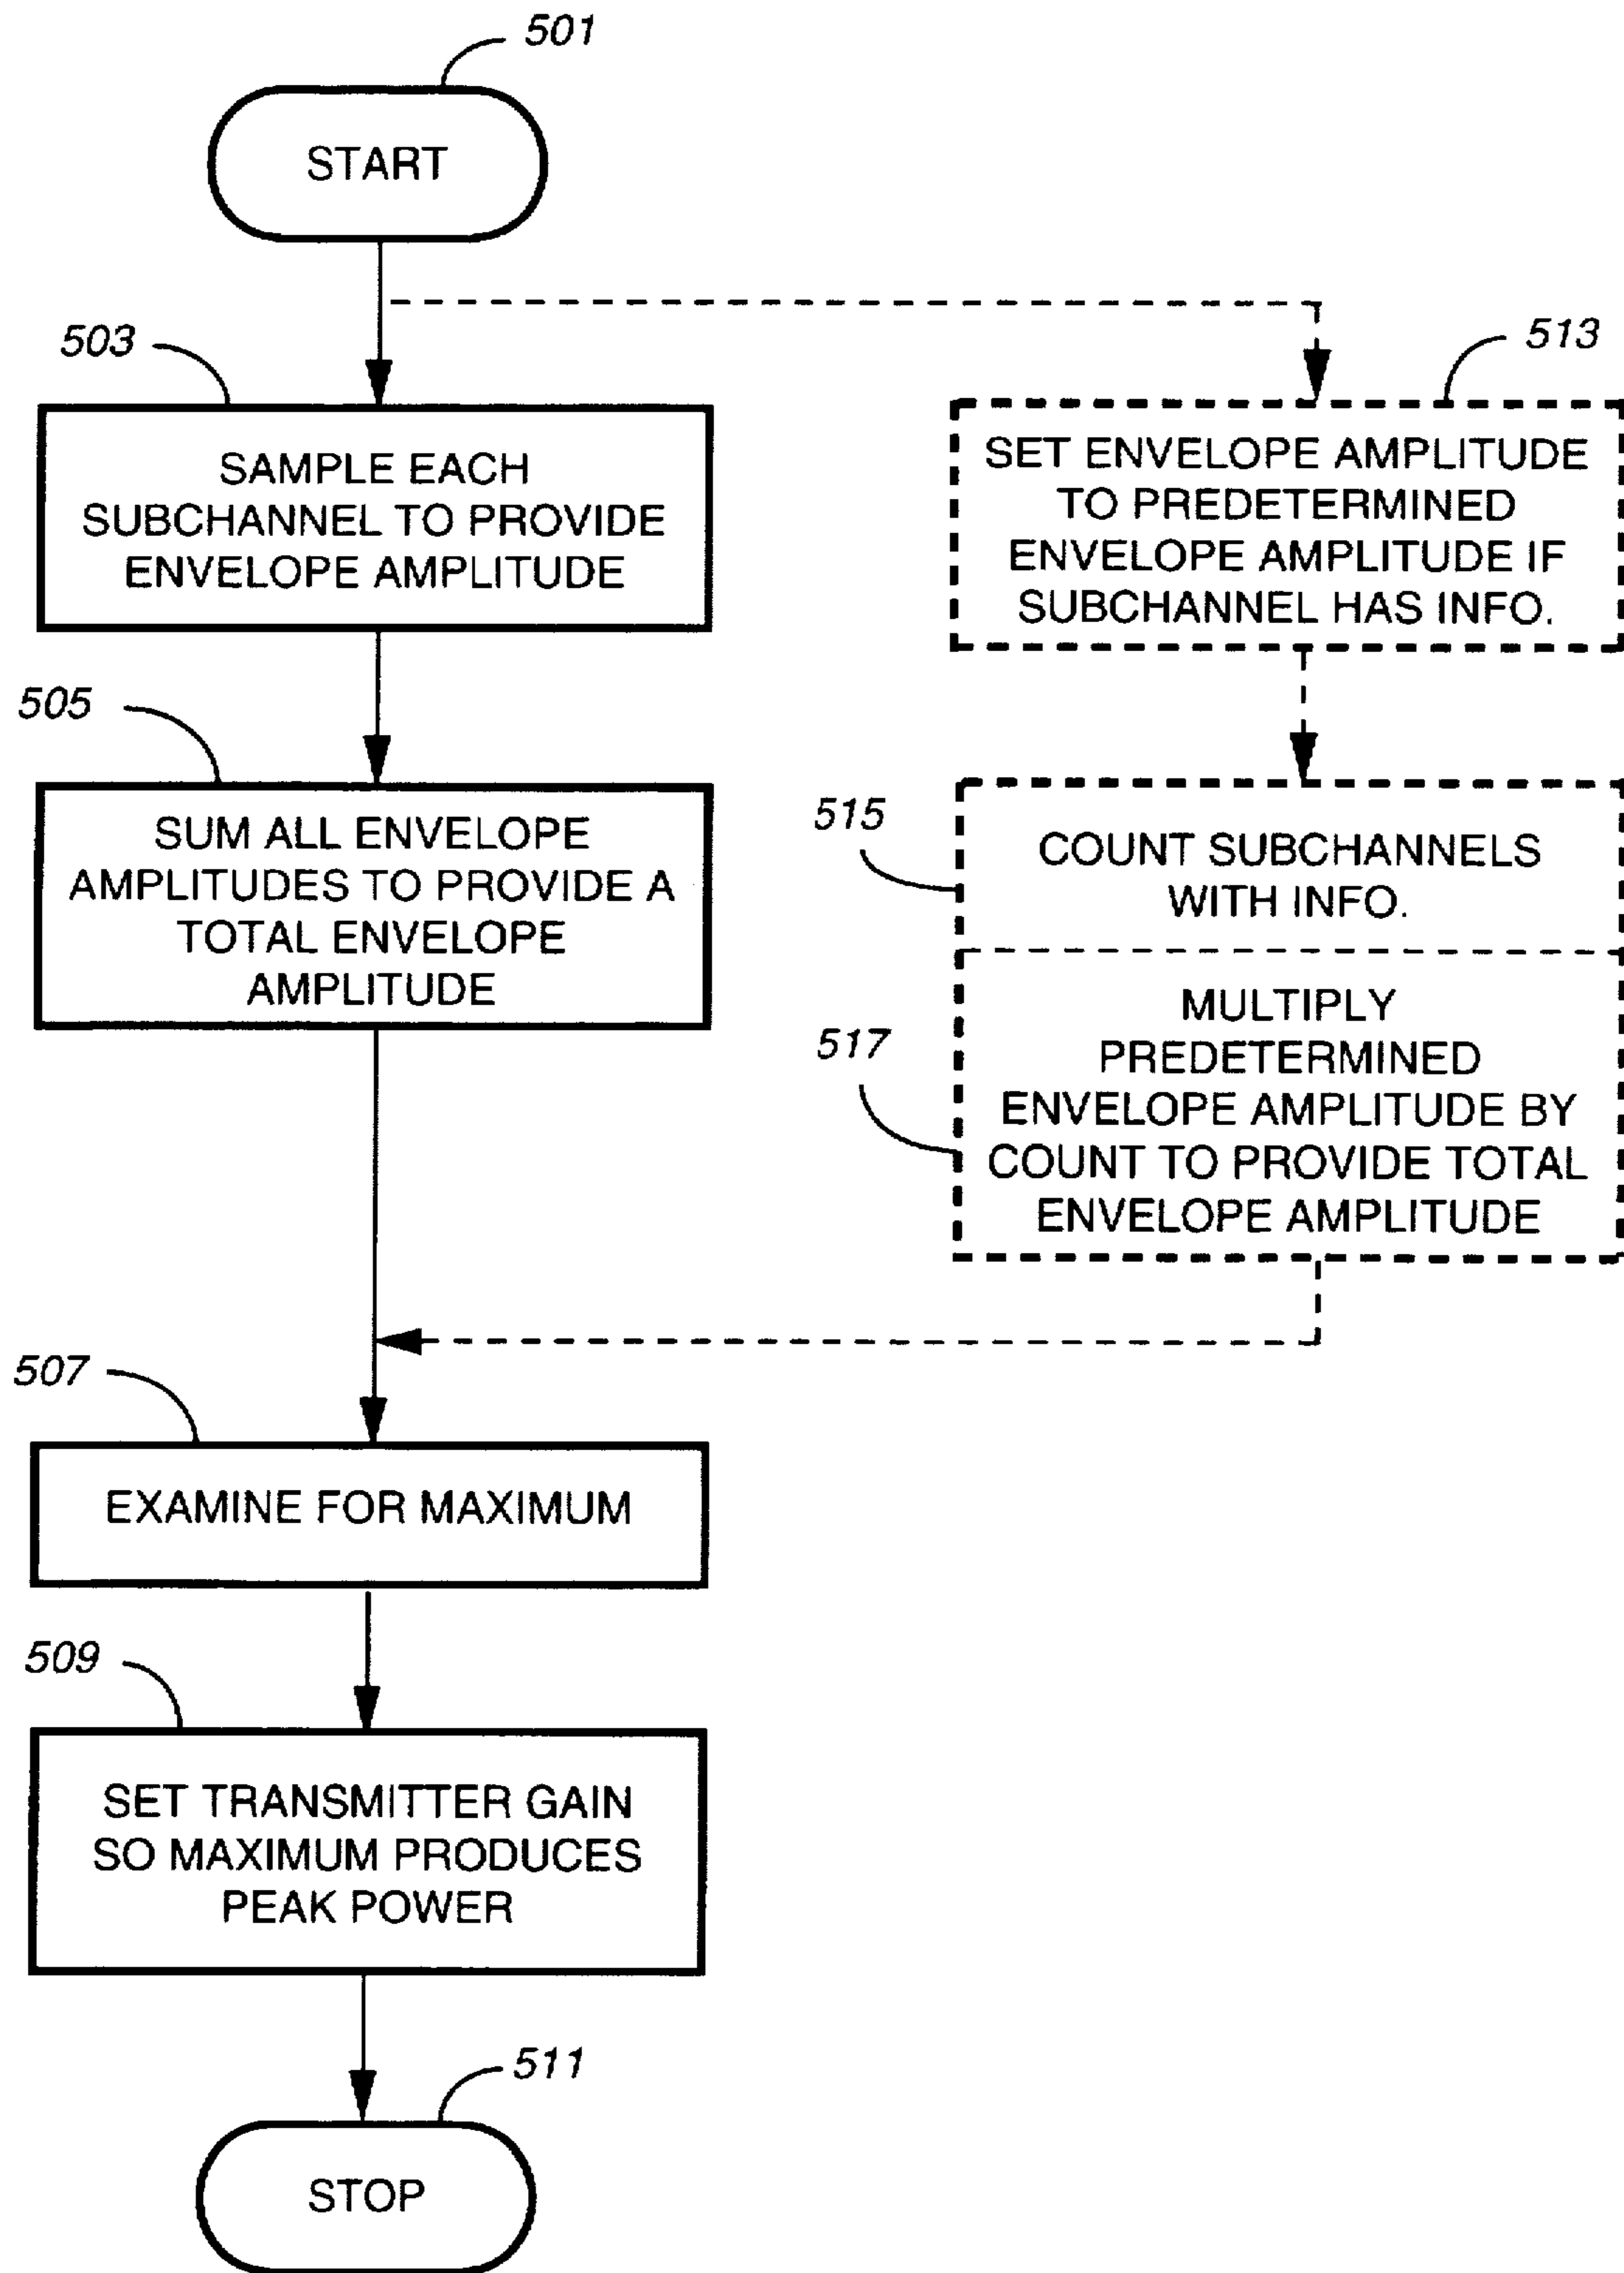 501
START
503
SAMPLE EACH
SUBCHANNEL TO PROVIDE
ENVELOPE AMPLITUDE
513
SET ENVELOPE AMPLITUDE
TO PREDETERMINED
ENVELOPE AMPLITUDE IF
SUBCHANNEL HAS INFO.
505
SUM ALL ENVELOPE
AMPLITUDES TO PROVIDE A
TOTAL ENVELOPE
AMPLITUDE
515
COUNT SUBCHANNELS
WITH INFO.
517
MULTIPLY
PREDETERMINED
ENVELOPE AMPLITUDE BY
COUNT TO PROVIDE TOTAL
ENVELOPE AMPLITUDE
507
EXAMINE FOR MAXIMUM
509
SET TRANSMITTER GAIN
SO MAXIMUM PRODUCES
PEAK POWER
511
STOP